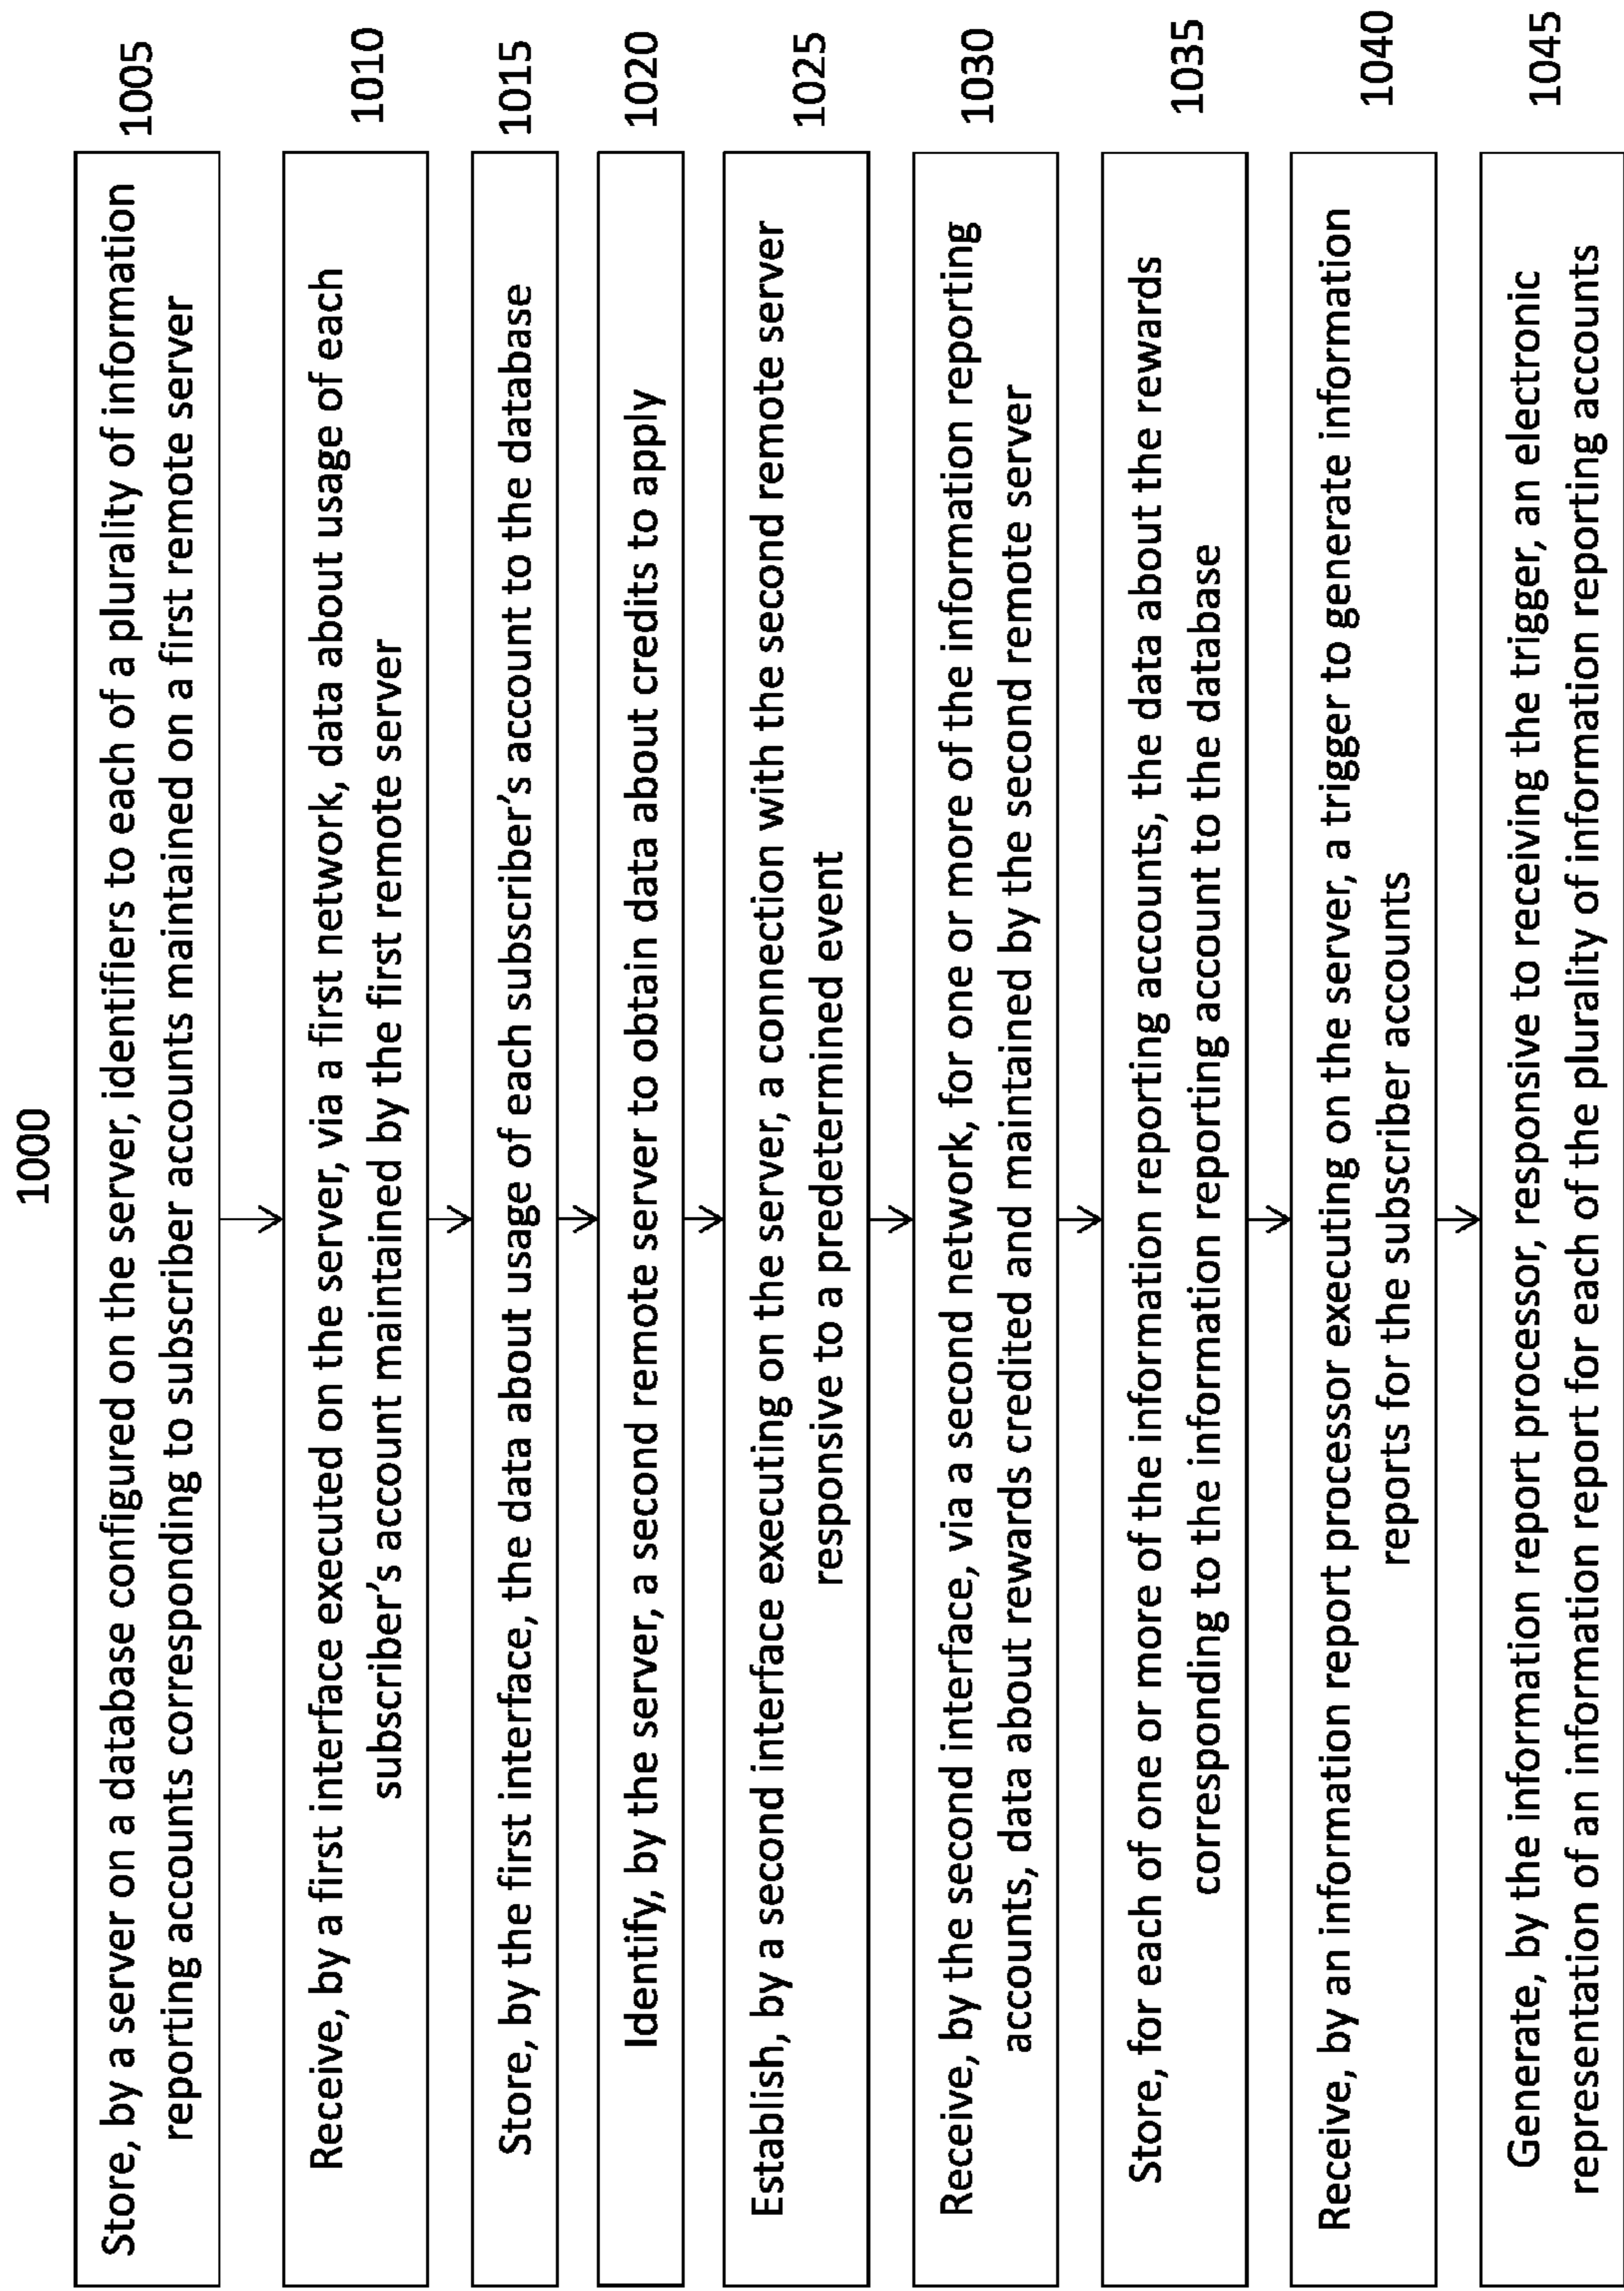 1000
Store, by a server on a database configured on the server, identifiers to each of a plurality of information
reporting accounts corresponding to subscriber accounts maintained on a first remote server
1005
Receive, by a first interface executed on the server, via a first network, data about usage of each
subscriber's account maintained by the first remote server
1010
Store, by the first interface, the data about usage of each subscriber's account to the database
1015
Identify, by the server, a second remote server to obtain data about credits to apply
1020
Establish, by a second interface executing on the server, a connection with the second remote server
responsive to a predetermined event
1025
Receive, by the second interface, via a second network, for one or more of the information reporting
accounts, data about rewards credited and maintained by the second remote server
1030
Store, for each of one or more of the information reporting accounts, the data about the rewards
corresponding to the information reporting account to the database
1035
Receive, by an information report processor executing on the server, a trigger to generate information
reports for the subscriber accounts
1040
Generate, by the information report processor, responsive to receiving the trigger, an electronic
representation of an information report for each of the plurality of information reporting accounts
1045